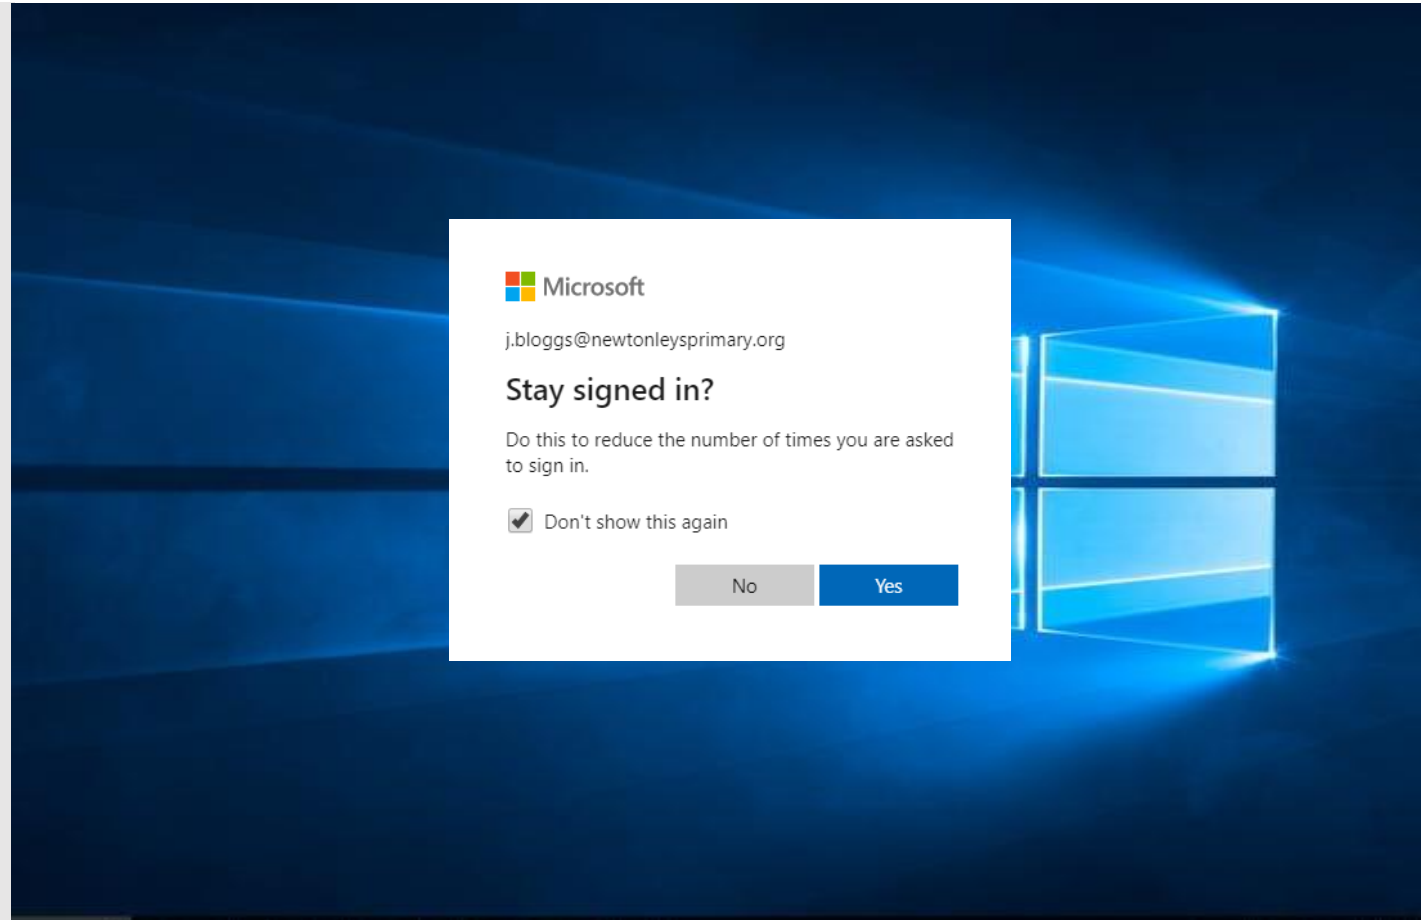 Microsoft
j.bloggs@newtonleysprimary.org
Stay signed in?
Do this to reduce the number of times you are asked
to sign in.
Don't show this again
No
Yes